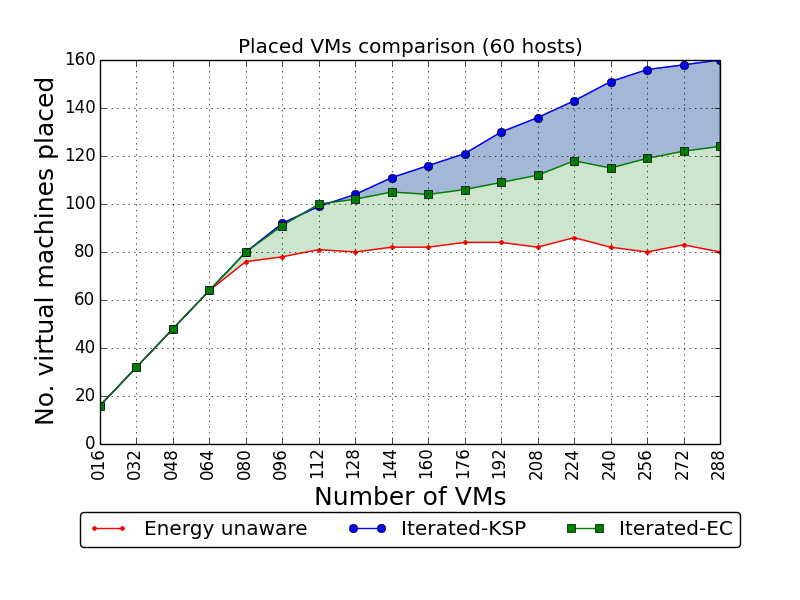 Placed VMs comparison (60 hosts)
No. virtual machines placed
160
140
120
100
80
60
40
20
0
016 032 048 064 080 096 112 128 144 160 176 192 208 224 240 256 272 288
Number of VMs
Energy unaware Iterated-KSP Iterated-EC